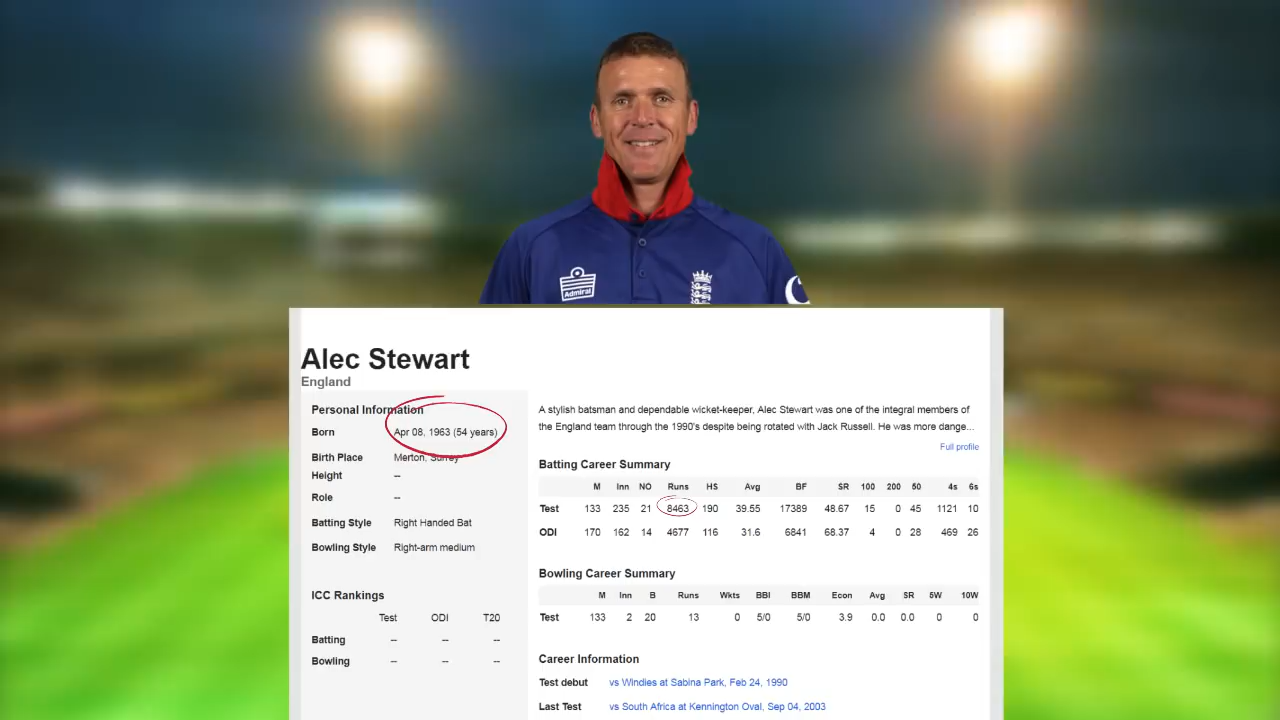 Admiral
Alec Stewart
England
Personal Information
Born Apr 08, 1963 (54 years)
Birth Place Merton, Surrey
Height --
Role --
Batting Style Right Handed Bat
Bowling Style Right-arm medium
ICC Rankings
Test ODI T20
Batting -- -- --
Bowling -- -- --
A stylish batsman and dependable wicket-keeper, Alec Stewart was one of the integral members of
the England team through the 1990's despite being rotated with Jack Russell. He was more dange...
Full profile
Batting Career Summary
M Inn NO Runs HS Avg BF SR 100 200 50 4s 6s
Test 133 235 21 8463 190 39.55 17389 48.67 15 0 45 1121 10
ODI 170 162 14 4677 116 31.6 6841 68.37 4 0 28 469 26
Bowling Career Summary
M Inn B Runs Wkts BBI BBM Econ Avg SR 5W 10W
Test 133 2 20 13 0 5/0 5/0 3.9 0.0 0.0 0 0
Career Information
Test debut vs Windies at Sabina Park, Feb 24, 1990
Last Test vs South Africa at Kennington Oval, Sep 04, 2003